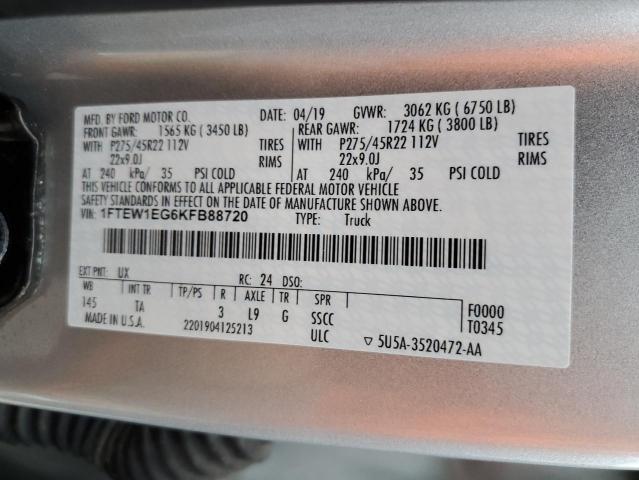 MFD. BY FORD MOTOR CO. 04/19 GVWR: 3062 KG ( 6750 LB)
FRONT GAWR: 1565 KG ( 3450 LB) REAR GAWR: 1724 KG ( 3800 LB)
WITH P275/45R22 112V TIRES WITH P275/45R22 112V TIRES
22x9.0J RIMS 22x9.0J RIMS
AT 240 kPa/ 35 PSI COLD AT 240 kPa/ 35 PSI COLD
THIS VEHICLE CONFORMS TO ALL APPLICABLE FEDERAL MOTOR VEHICLE
SAFETY STANDARDS IN EFFECT ON THE DATE OF MANUFACTURE SHOWN ABOVE.
VIN: 1FTEW1EG6KFB88720 TYPE: Truck
EXT PNT: UX RC: 24 DSO:
WB INT TR TP/PS R AXLE TR SPR F0000
145 TA 3 L9 G SSCC T0345
MADE IN U.S.A. 2201904125213 ULC ▽ 5U5A-3520472-AA